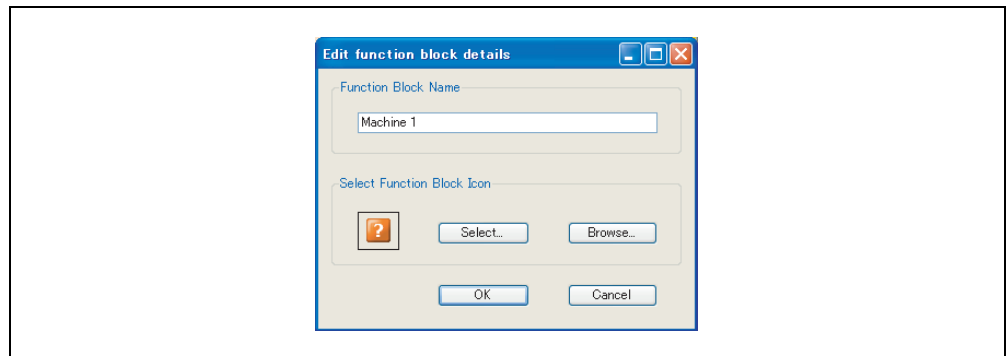 Edit function block details
Function Block Name
Machine 1
Select Function Block Icon
?
Select...
Browse...
OK
Cancel